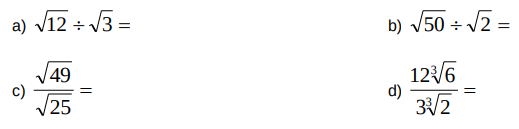 a) √12 ÷ √3 =
b) √50 ÷ √2 =
c) √49 / √25 =
d) 12∛6 / 3∛2 =